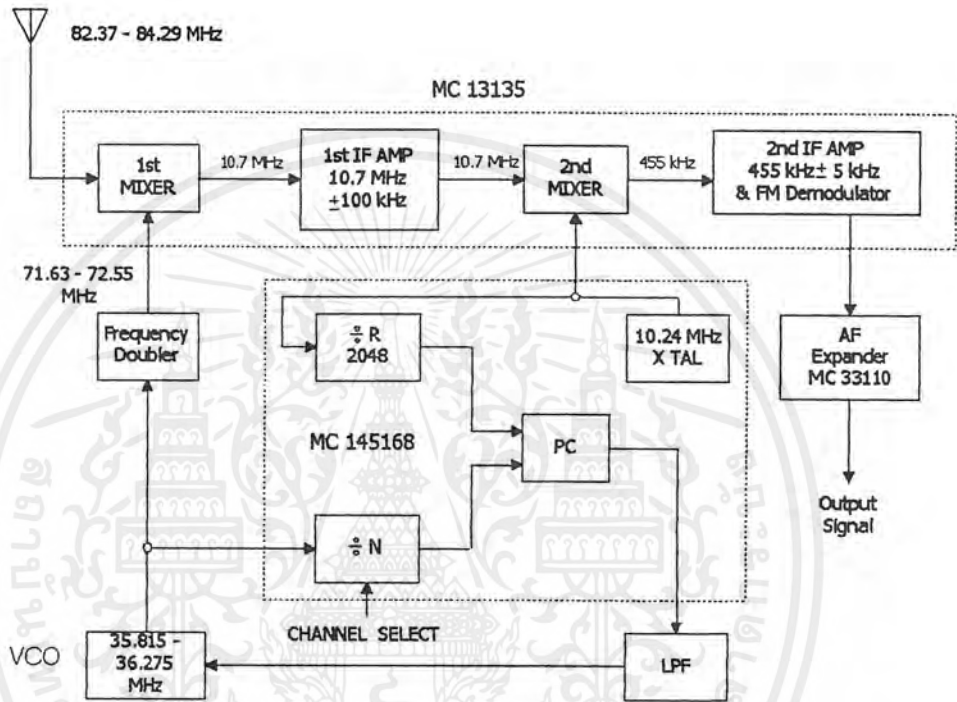 82.37 - 84.29 MHz
MC 13135
1st
MIXER
10.7 MHz
1st IF AMP
10.7 MHz
±100 kHz
10.7 MHz
2nd
MIXER
455 kHz
2nd IF AMP
455 kHz± 5 kHz
& FM Demodulator
71.63 - 72.55
MHz
Frequency
Doubler
÷ R
2048
10.24 MHz
X TAL
AF
Expander
MC 33110
MC 145168
PC
÷ N
Output
Signal
CHANNEL SELECT
VCO
35.815 -
36.275
MHz
LPF